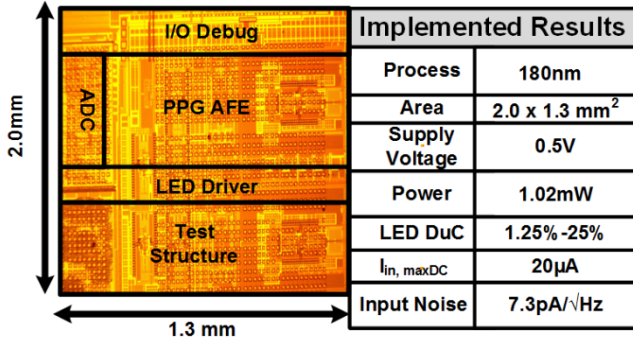 I/O Debug
ADC
PPG AFE
LED Driver
Test
Structure
2.0mm
1.3 mm
Implemented Results
Process 180nm
Area 2.0 x 1.3 mm²
Supply
Voltage 0.5V
Power 1.02mW
LED DuC 1.25%-25%
Iin, maxDC 20µA
Input Noise 7.3pA/√Hz